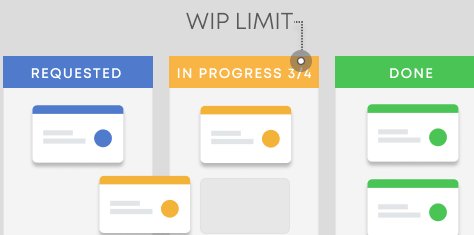 WIP LIMIT
REQUESTED
IN PROGRESS 3/4
DONE